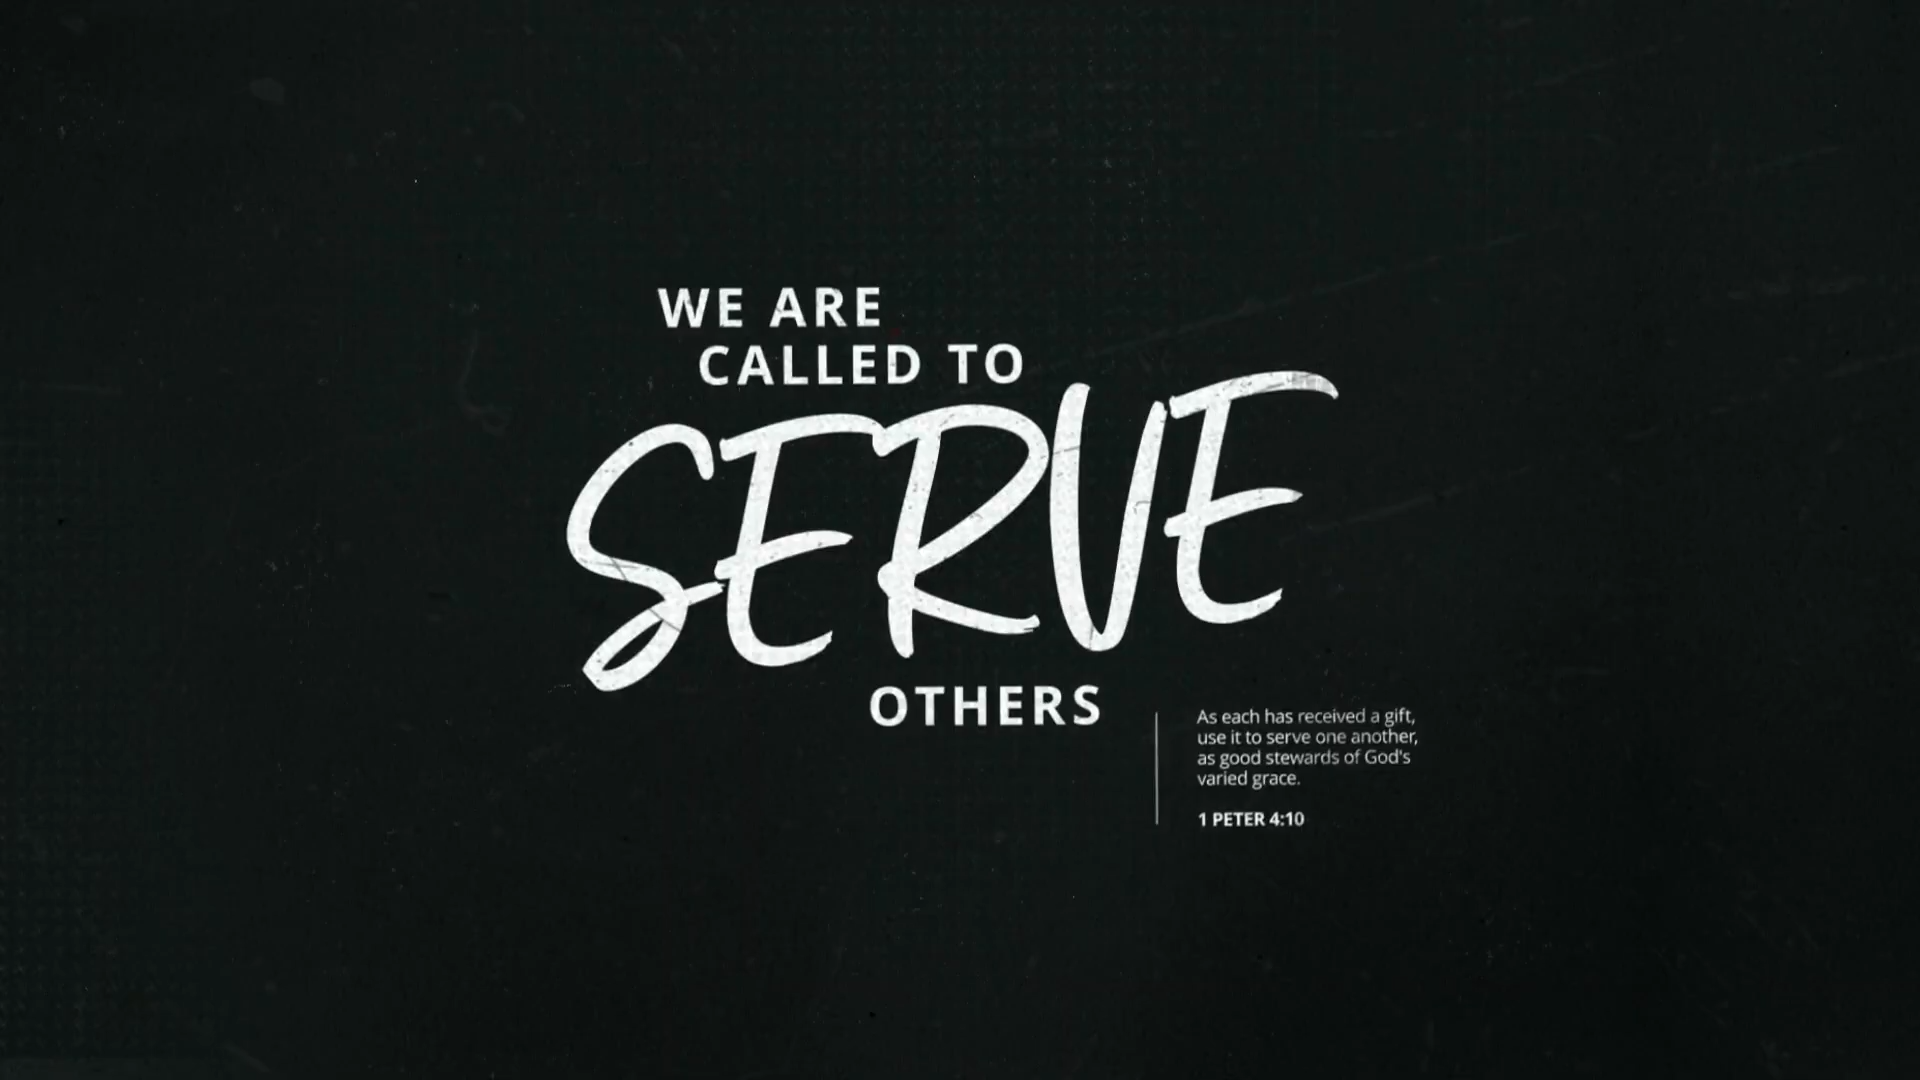 WE ARE
CALLED TO
SERVE
OTHERS
As each has received a gift,
use it to serve one another,
as good stewards of God's
varied grace.
1 PETER 4:10